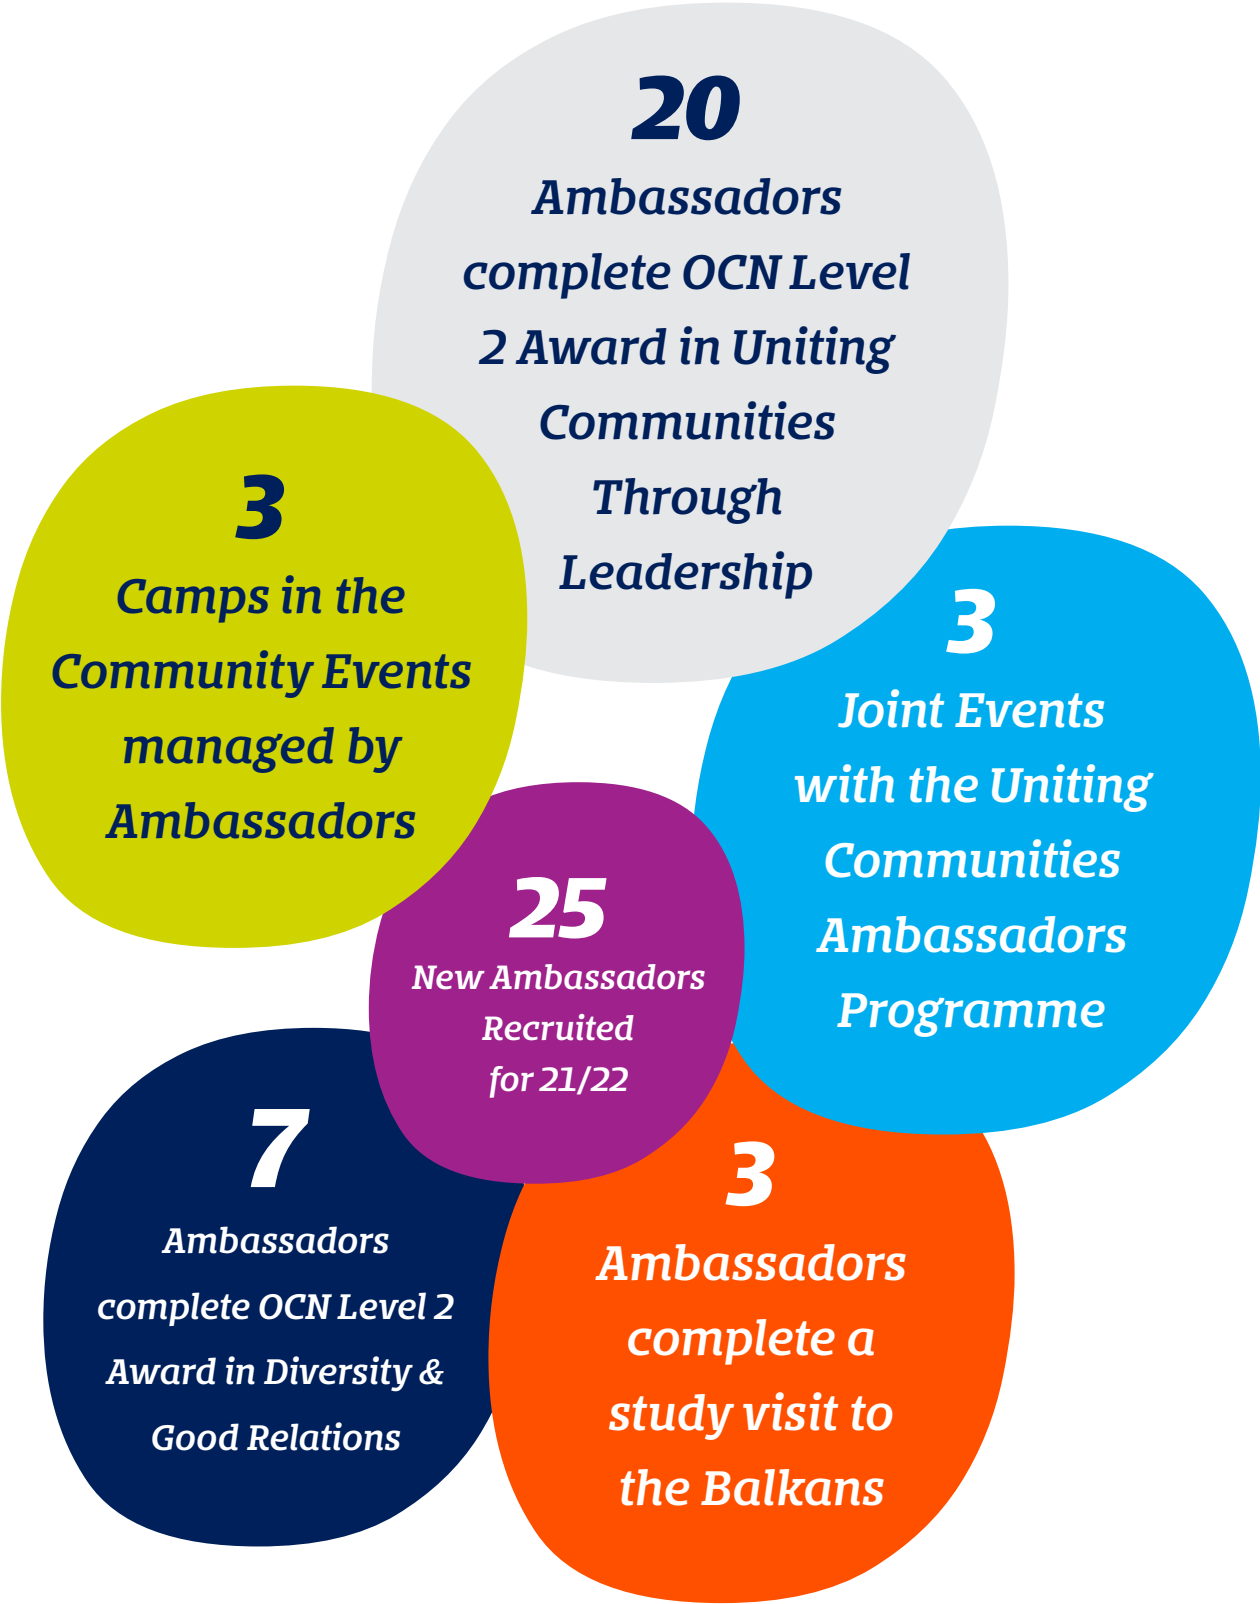 20
Ambassadors
complete OCN Level
2 Award in Uniting
Communities
Through
Leadership
3
Camps in the
Community Events
managed by
Ambassadors
3
Joint Events
with the Uniting
Communities
Ambassadors
Programme
25
New Ambassadors
Recruited
for 21/22
7
Ambassadors
complete OCN Level 2
Award in Diversity &
Good Relations
3
Ambassadors
complete a
study visit to
the Balkans